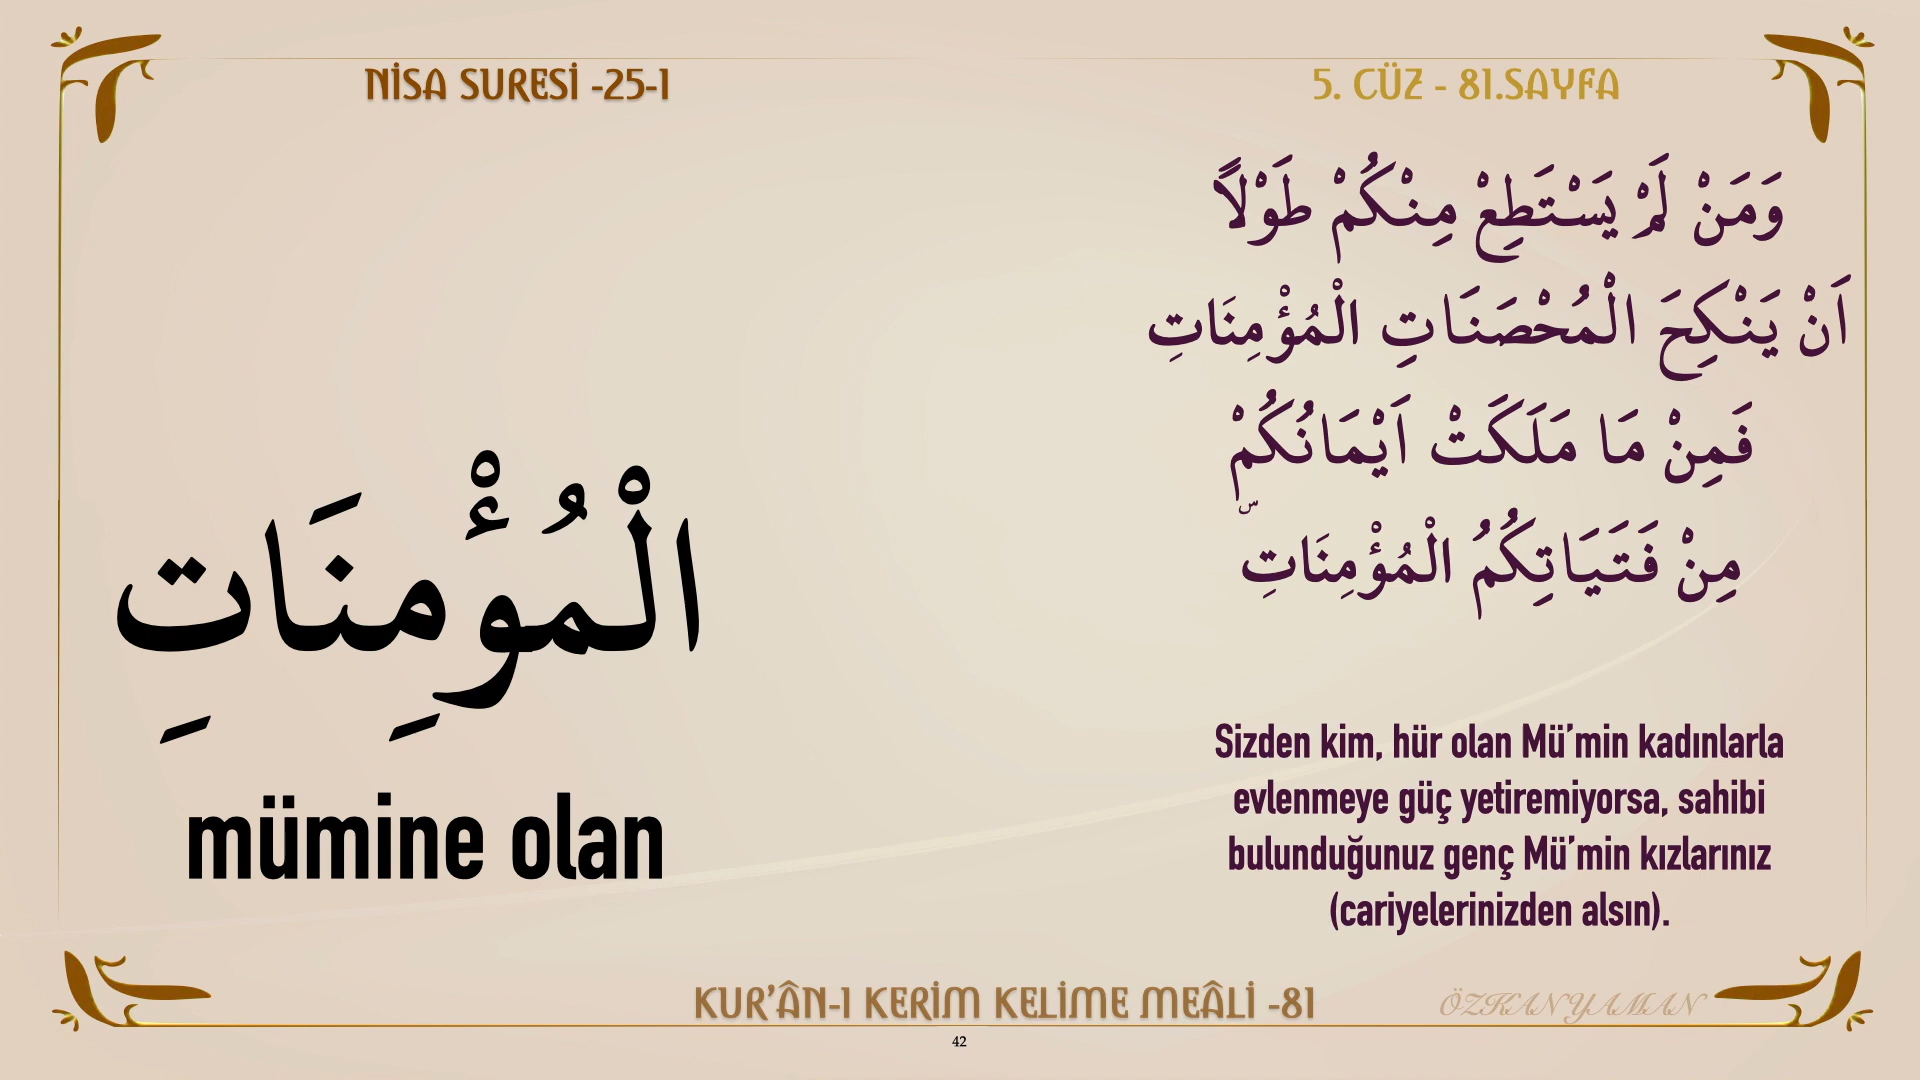 NİSA SURESİ -25-1
5. CÜZ - 81.SAYFA
وَمَنْ لَمْ يَسْتَطِعْ مِنْكُمْ طَوْلاً
اَنْ يَنْكِحَ الْمُحْصَنَاتِ الْمُؤْمِنَاتِ
فَمِنْ مَا مَلَكَتْ اَيْمَانُكُمْ
مِنْ فَتَيَاتِكُمُ الْمُؤْمِنَاتِۜ
الْمُؤْمِنَاتِ
mümine olan
Sizden kim, hür olan Mü’min kadınlarla
evlenmeye güç yetiremiyorsa, sahibi
bulunduğunuz genç Mü’min kızlarınız
(cariyelerinizden alsın).
KUR’ÂN-I KERİM KELİME MEÂLİ -81
ÖZKAN YAMAN
42